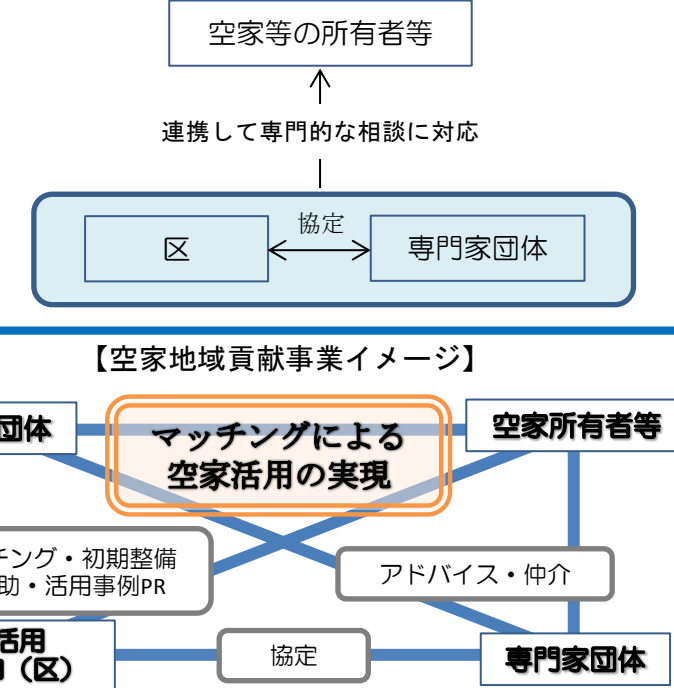 空家等の所有者等
連携して専門的な相談に対応
協定
区
専門家団体
【空家地域貢献事業イメージ】
団体
マッチングによる
空家活用の実現
空家所有者等
チング・初期整備
助・活用事例PR
アドバイス・仲介
活用
(区)
協定
専門家団体